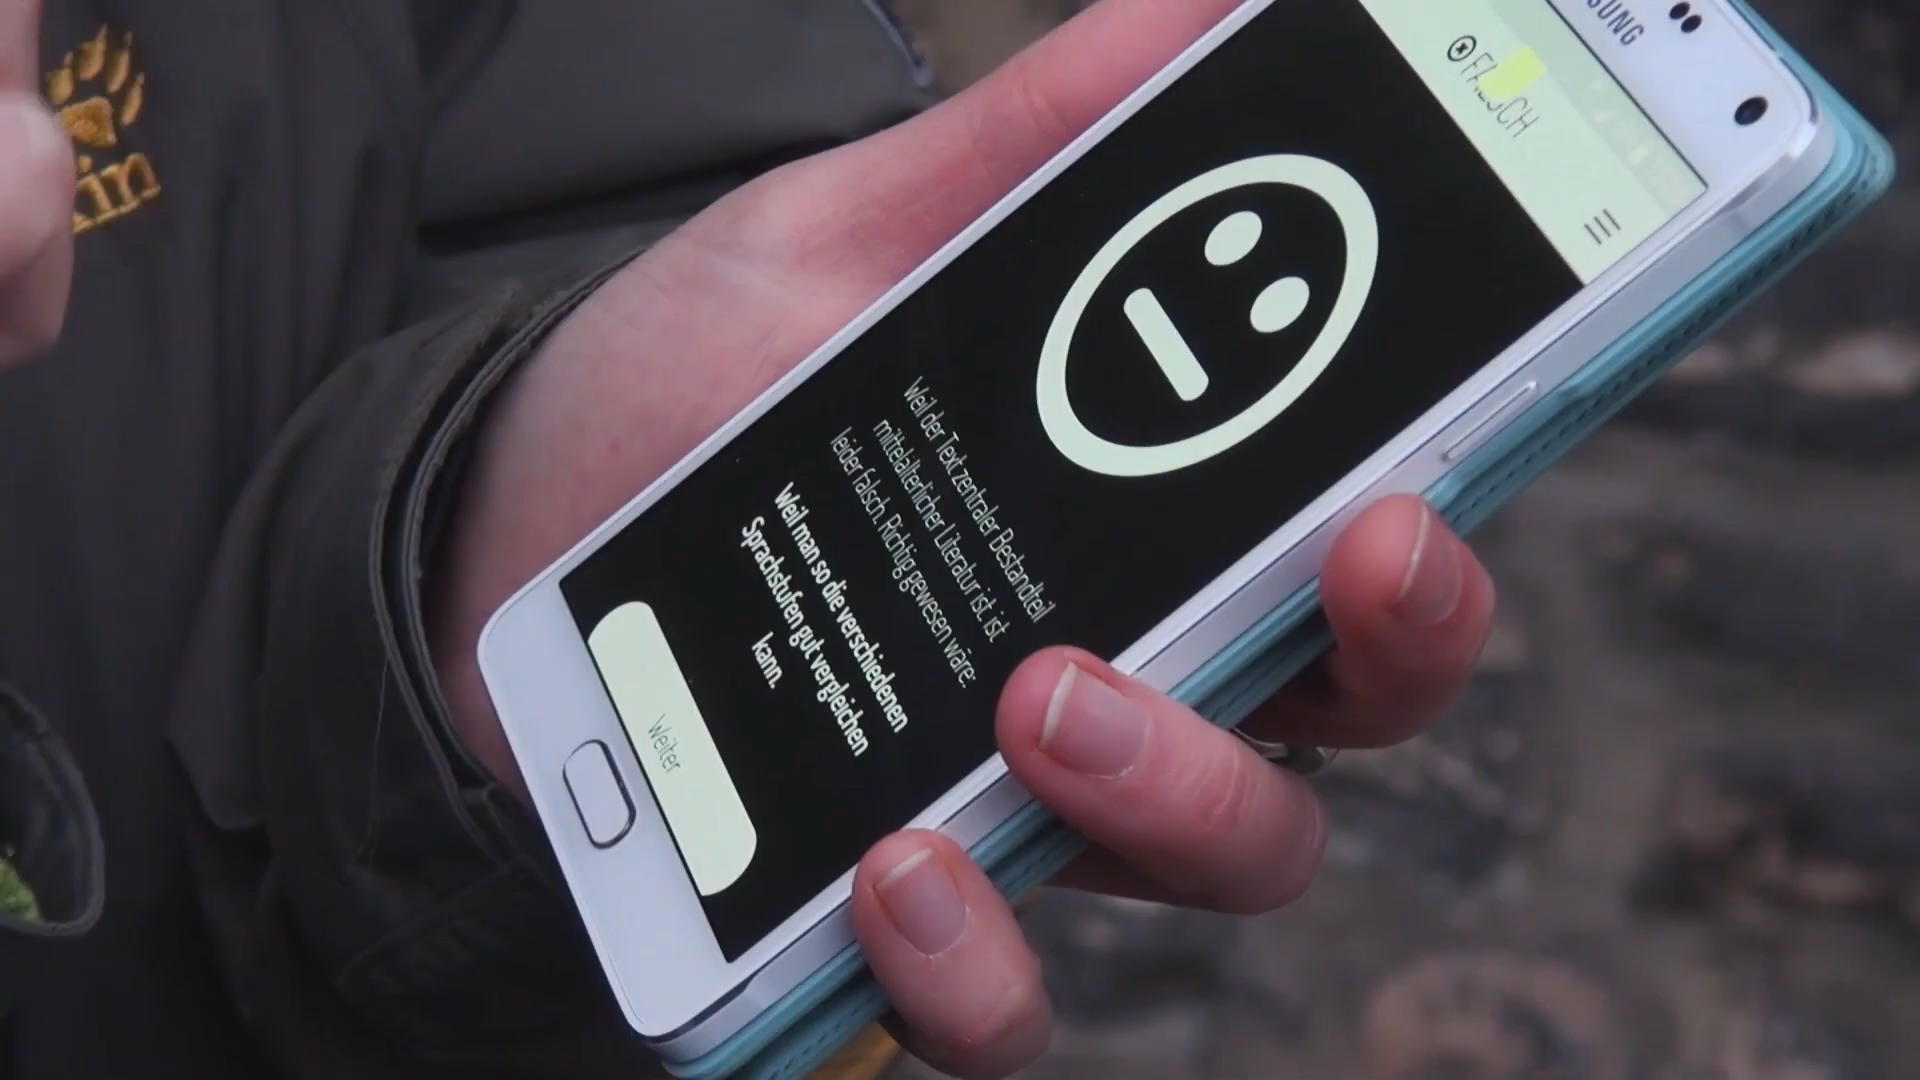 FALSCH
Weil der Text zentraler Bestandteil
mittelalterlicher Literatur ist. ist
leider falsch. Richtig gewesen wäre:
Weil man so die verschiedenen
Sprachstufen gut vergleichen
kann.
Weiter